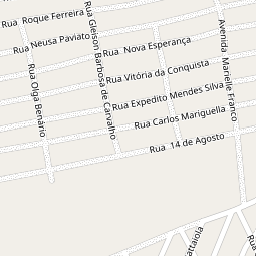 Rua Roque Ferreira
Rua Gleison Barbosa de Carvalho
Avenida Marielle Franco
Rua Neusa Paviato
Rua Nova Esperança
Rua Vitória da Conquista
Rua Olga Benário
Rua Expedito Mendes Silva
Rua Carlos Mariguella
Rua 14 de Agosto